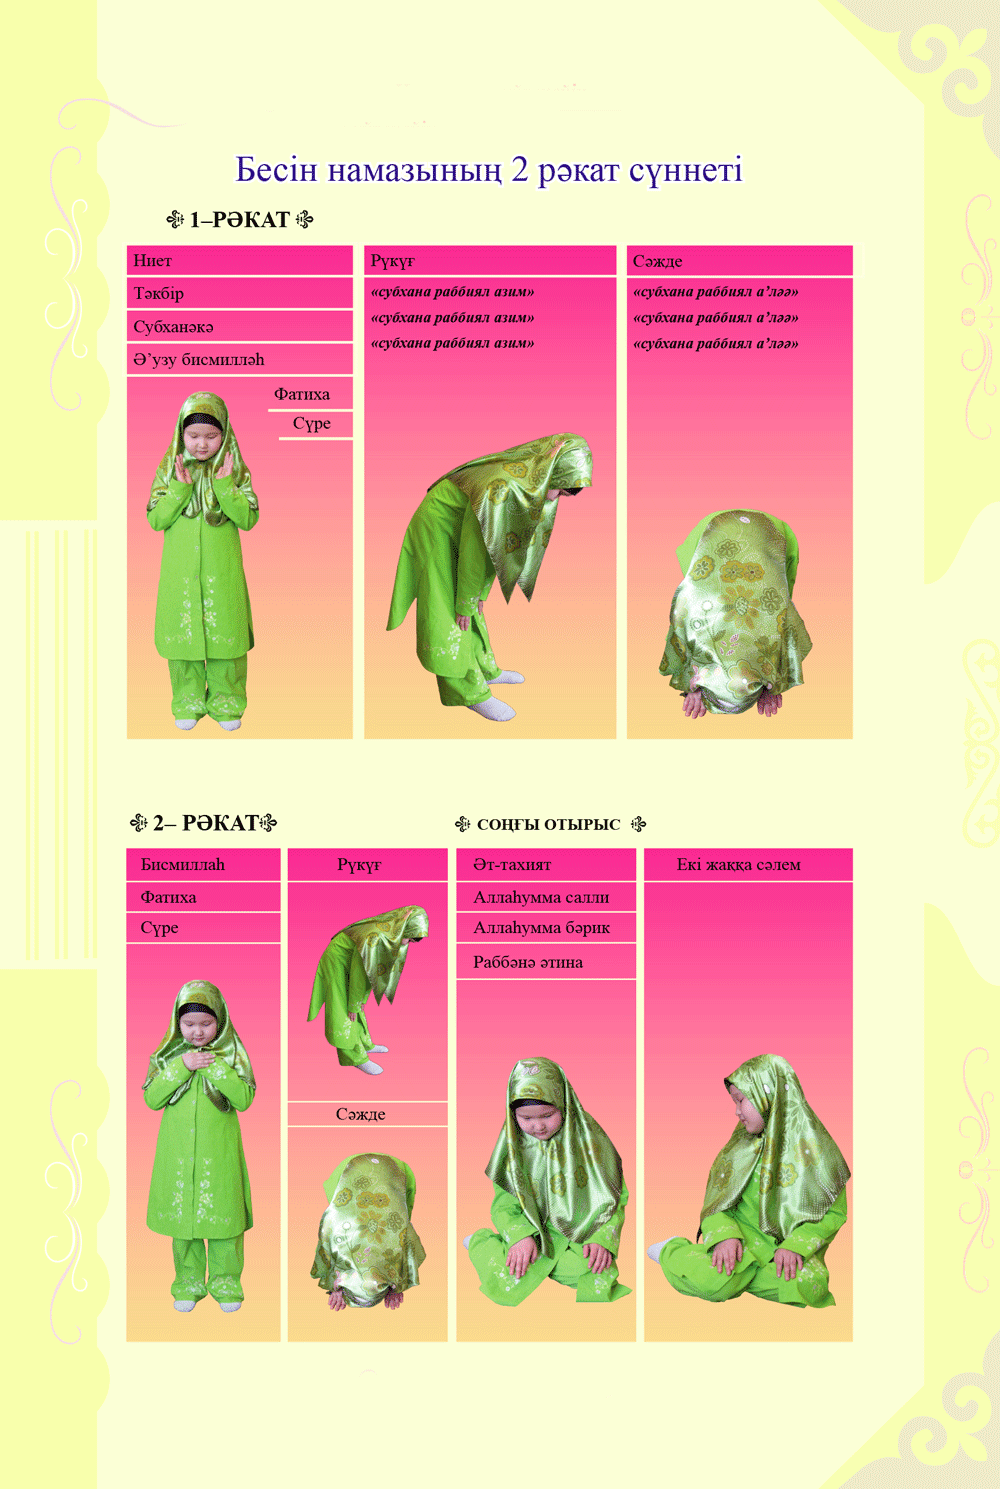 Бесін намазының 2 рәкат сүннеті
1–РӘКАТ
Ниет
Тәкбір
Субханәкә
Ә’узу бисмилләһ
Фатиха
Сүре
Рүкүғ
«субхана раббиял азим»
«субхана раббиял азим»
«субхана раббиял азим»
Сәжде
«субхана раббиял а’ләә»
«субхана раббиял а’ләә»
«субхана раббиял а’ләә»
2– РӘКАТ
Бисмиллаһ
Фатиха
Сүре
Рүкүғ
Сәжде
СОҢҒЫ ОТЫРЫС
Әт-тахият
Аллаһумма салли
Аллаһумма бәрик
Раббәнә әтина
Екі жаққа сәлем